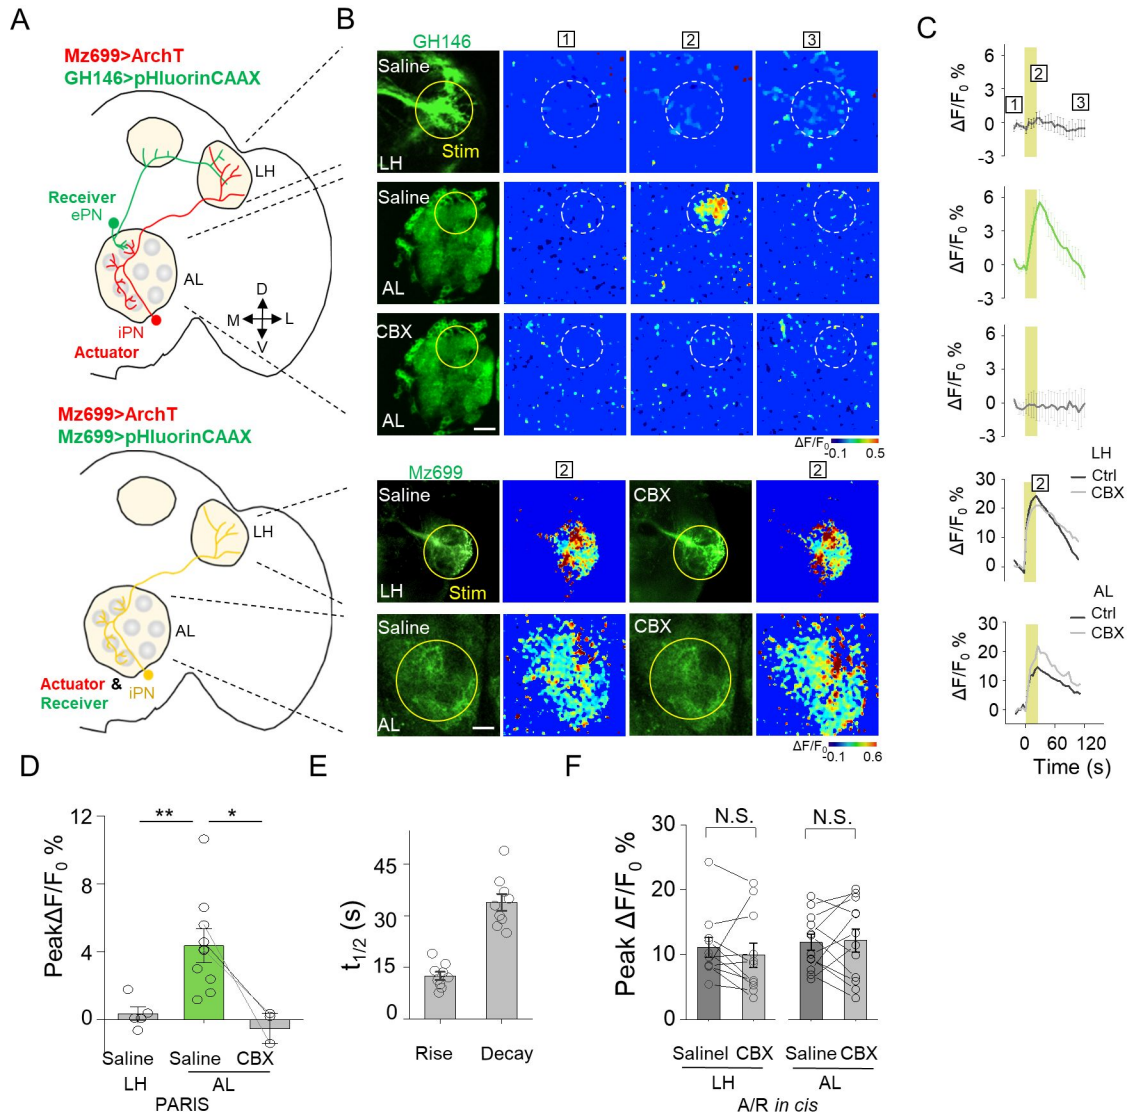 A
Mz699>ArchT
GH146>pHluorinCAAX
LH
Receiver
ePN
AL
D
M
L
V
iPN
Actuator
Mz699>ArchT
Mz699>pHluorinCAAX
LH
AL
Actuator &
Receiver
iPN
B
GH146
1
2
3
Saline
Stim
LH
Saline
AL
CBX
AL
ΔF/F0
-0.1
0.5
Mz699
2
2
Saline
CBX
LH
Stim
Saline
CBX
AL
ΔF/F0
-0.1
0.6
C
ΔF/F0 %
6
3
0
-3
1
2
3
ΔF/F0 %
6
3
0
-3
ΔF/F0 %
6
3
0
-3
LH
Ctrl
CBX
2
ΔF/F0 %
30
20
10
0
AL
Ctrl
CBX
ΔF/F0 %
30
20
10
0
0
60
120
Time (s)
D
PeakΔF/F0 %
12
8
4
0
**
*
Saline
Saline
CBX
LH
AL
PARIS
E
t1/2 (s)
45
30
15
0
Rise
Decay
F
Peak ΔF/F0 %
30
20
10
0
N.S.
N.S.
Salinel CBX
Saline CBX
LH
AL
A/R in cis